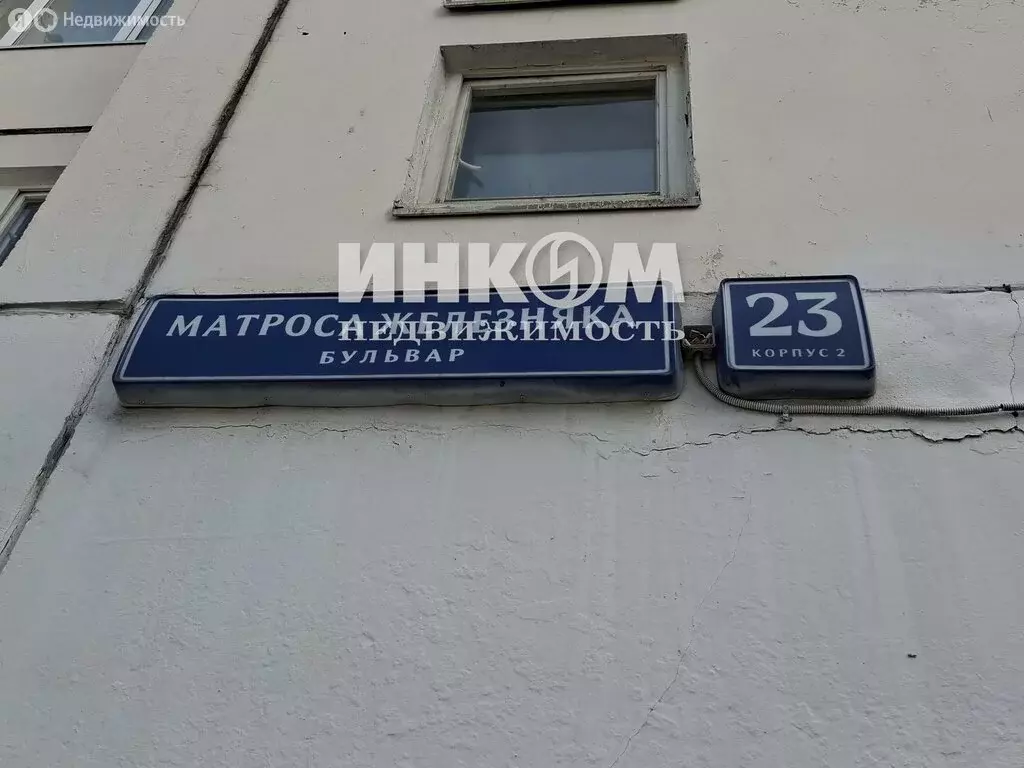 Недвижимость
ИНКОМ
НЕДВИЖИМОСТЬ
МАТРОСА ЖЕЛЕЗНЯКА
БУЛЬВАР
23
КОРПУС 2